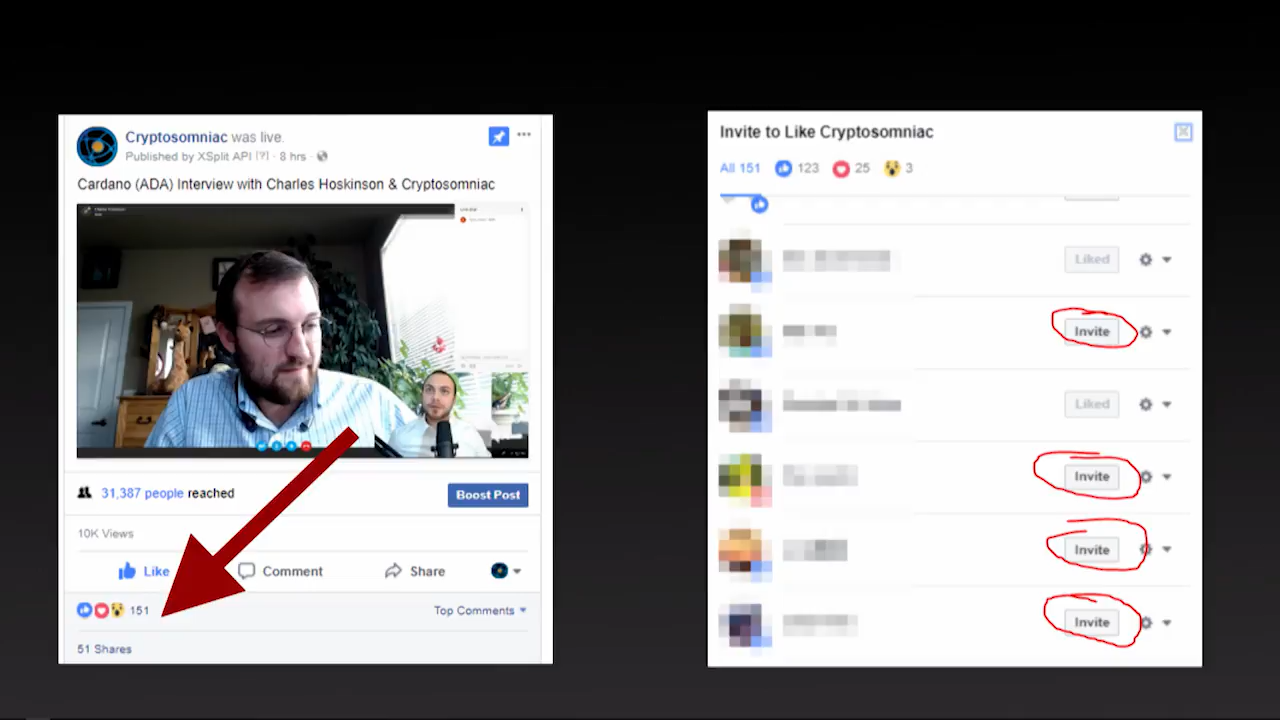 Cryptosomniac was live.
Published by XSplit API [?] · 8 hrs ·
Cardano (ADA) Interview with Charles Hoskinson & Cryptosomniac
31,387 people reached
Boost Post
10K Views
Like Comment Share
151
Top Comments
51 Shares
Invite to Like Cryptosomniac
All 151 123 25 3
Liked
Invite
Liked
Invite
Invite
Invite